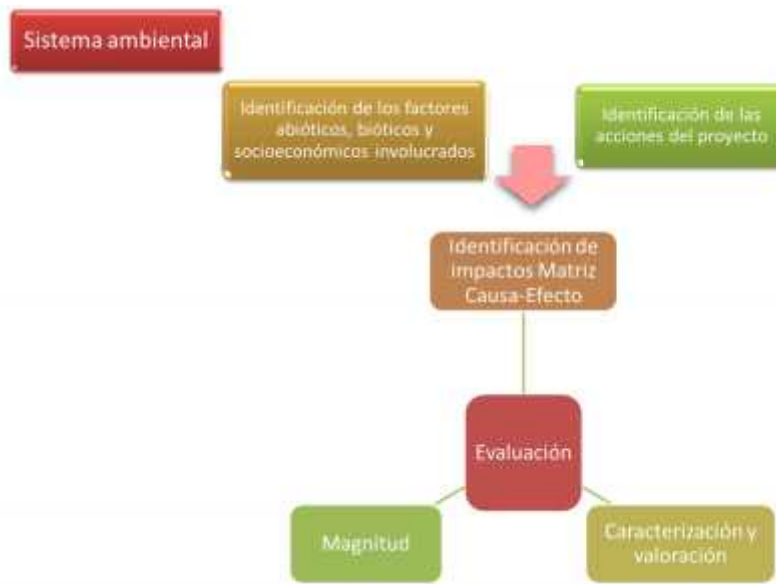 Sistema ambiental
Identificación de los factores
abióticos, bióticos y
socioeconómicos involucrados
Identificación de las
acciones del proyecto
Identificación de
impactos Matriz
Causa-Efecto
Evaluación
Magnitud
Caracterización y
valoración